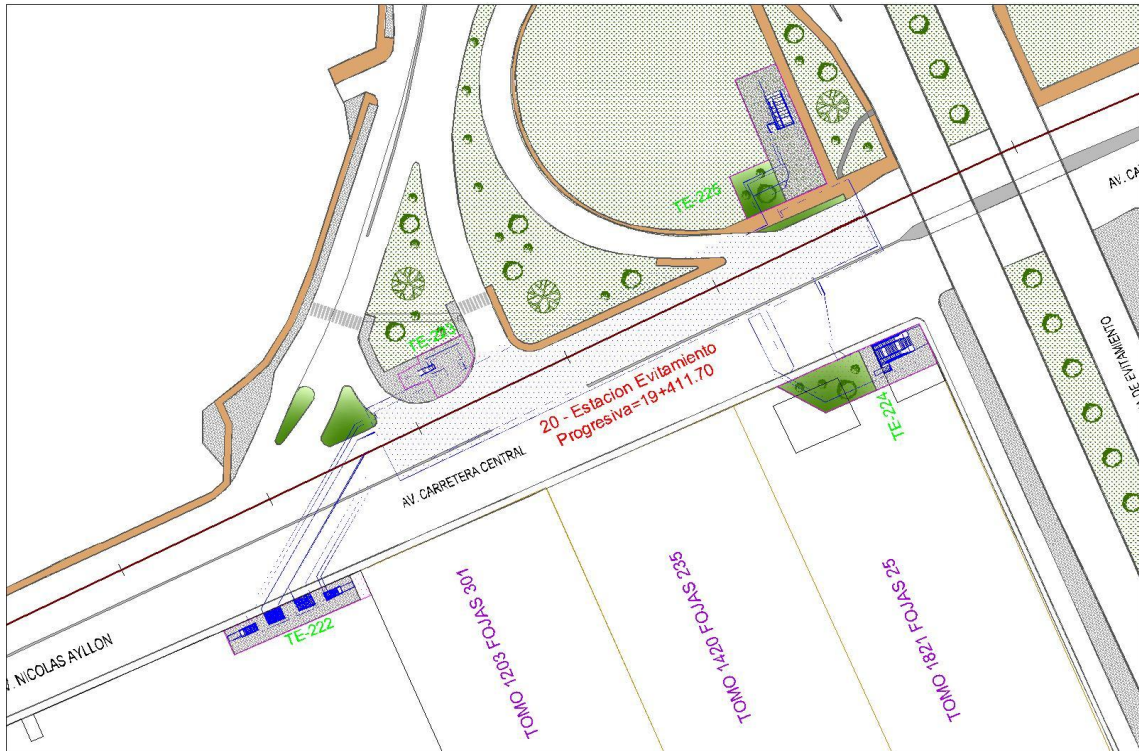 TE-225
AV. CA
TE-223
20 - Estacion Evitamiento
Progresiva=19+411.70
TE-224
A DE EVITAMIENTO
AV. CARRETERA CENTRAL
TE-222
V. NICOLAS AYLLON
TOMO 1203 FOJAS 301
TOMO 1420 FOJAS 235
TOMO 1821 FOJAS 25